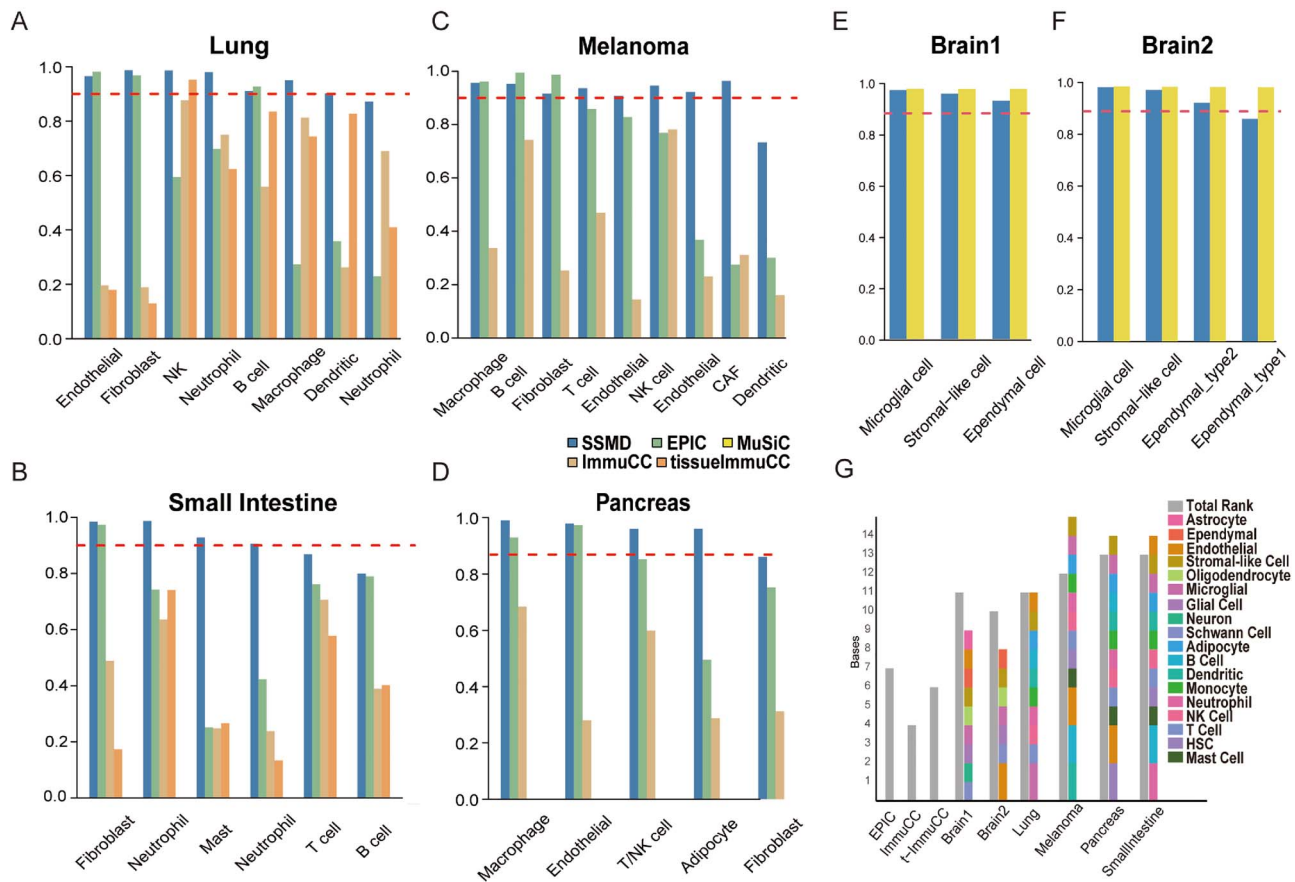 A
Lung
1.0
0.8
0.6
0.4
0.2
0.0
Endothelial
Fibroblast
NK
Neutrophil
B cell
Macrophage
Dendritic
Neutrophil
C
Melanoma
1.0
0.8
0.6
0.4
0.2
0.0
Macrophage
B cell
Fibroblast
T cell
Endothelial
NK cell
Endothelial
CAF
Dendritic
E
Brain1
1.0
0.8
0.6
0.4
0.2
0.0
Microglial cell
Stromal-like cell
Ependymal cell
F
Brain2
1.0
0.8
0.6
0.4
0.2
0.0
Microglial cell
Stromal-like cell
Ependymal_type2
Ependymal_type1
SSMD EPIC MuSiC
ImmuCC tissueImmuCC
B
Small Intestine
1.0
0.8
0.6
0.4
0.2
0.0
Fibroblast
Neutrophil
Mast
Neutrophil
T cell
B cell
D
Pancreas
1.0
0.8
0.6
0.4
0.2
0.0
Macrophage
Endothelial
T/NK cell
Adipocyte
Fibroblast
G
Bases
14
13
12
11
10
9
8
7
6
5
4
3
2
1
EPIC
ImmuCC
t-ImmuCC
Brain1
Brain2
Lung
Melanoma
Pancreas
SmallIntestine
Total Rank
Astrocyte
Ependymal
Endothelial
Stromal-like Cell
Oligodendrocyte
Microglial
Glial Cell
Neuron
Schwann Cell
Adipocyte
B Cell
Dendritic
Monocyte
Neutrophil
NK Cell
T Cell
HSC
Mast Cell